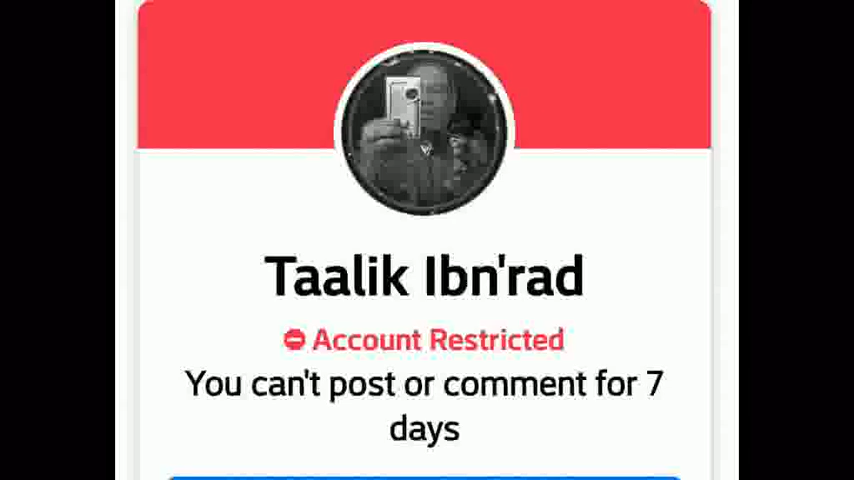 Taalik Ibn'rad
Account Restricted
You can't post or comment for 7
days